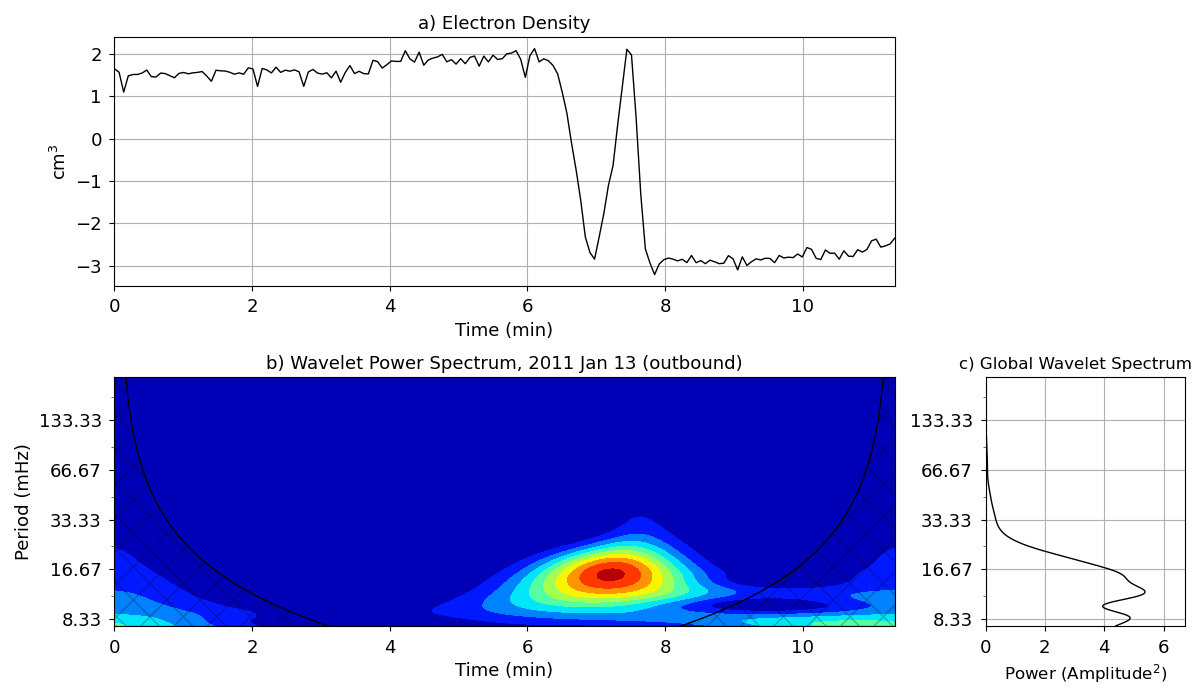 a) Electron Density
cm³
2
1
0
−1
−2
−3
0 2 4 6 8 10
Time (min)
b) Wavelet Power Spectrum, 2011 Jan 13 (outbound)
Period (mHz)
133.33
66.67
33.33
16.67
8.33
0 2 4 6 8 10
Time (min)
c) Global Wavelet Spectrum
133.33
66.67
33.33
16.67
8.33
0 2 4 6
Power (Amplitude²)